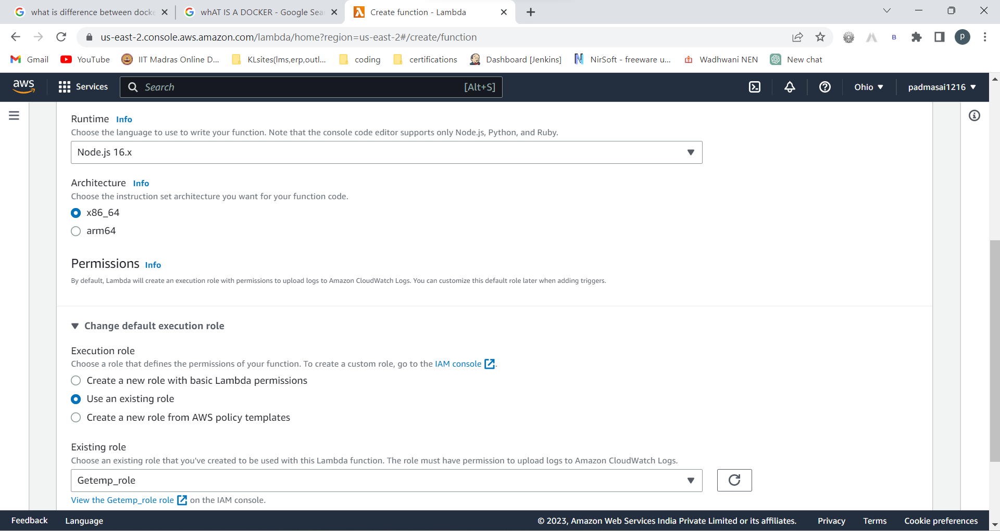 what is difference between docke
whAT IS A DOCKER - Google Sea
Create function - Lambda
us-east-2.console.aws.amazon.com/lambda/home?region=us-east-2#/create/function
B
p
Gmail
YouTube
IIT Madras Online D...
KLsites(lms,erp,outl...
coding
certifications
Dashboard [Jenkins]
NirSoft - freeware u...
Wadhwani NEN
New chat
aws
Services
Search
[Alt+S]
Ohio
padmasai1216
Runtime Info
Choose the language to use to write your function. Note that the console code editor supports only Node.js, Python, and Ruby.
Node.js 16.x
Architecture Info
Choose the instruction set architecture you want for your function code.
x86_64
arm64
Permissions Info
By default, Lambda will create an execution role with permissions to upload logs to Amazon CloudWatch Logs. You can customize this default role later when adding triggers.
Change default execution role
Execution role
Choose a role that defines the permissions of your function. To create a custom role, go to the IAM console.
Create a new role with basic Lambda permissions
Use an existing role
Create a new role from AWS policy templates
Existing role
Choose an existing role that you've created to be used with this Lambda function. The role must have permission to upload logs to Amazon CloudWatch Logs.
Getemp_role
View the Getemp_role role on the IAM console.
Feedback
Language
© 2023, Amazon Web Services India Private Limited or its affiliates.
Privacy
Terms
Cookie preferences